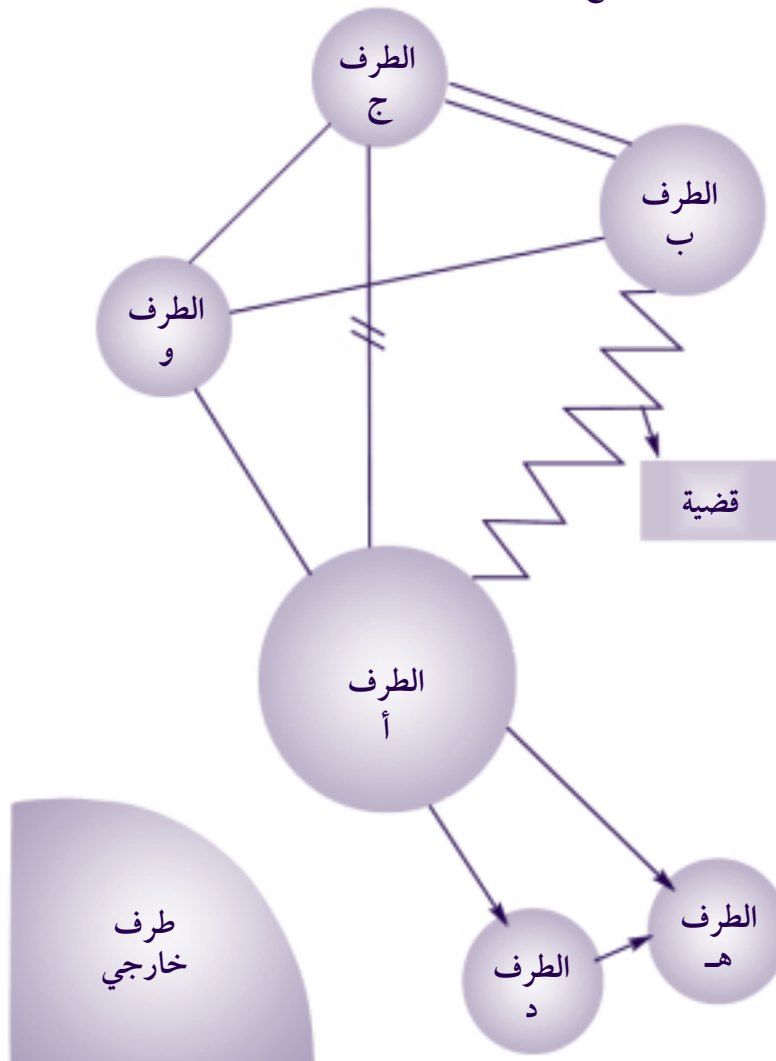 الطرف
ج
الطرف
ب
الطرف
و
قضية
الطرف
أ
الطرف
هـ
طرف
خارجي
الطرف
د